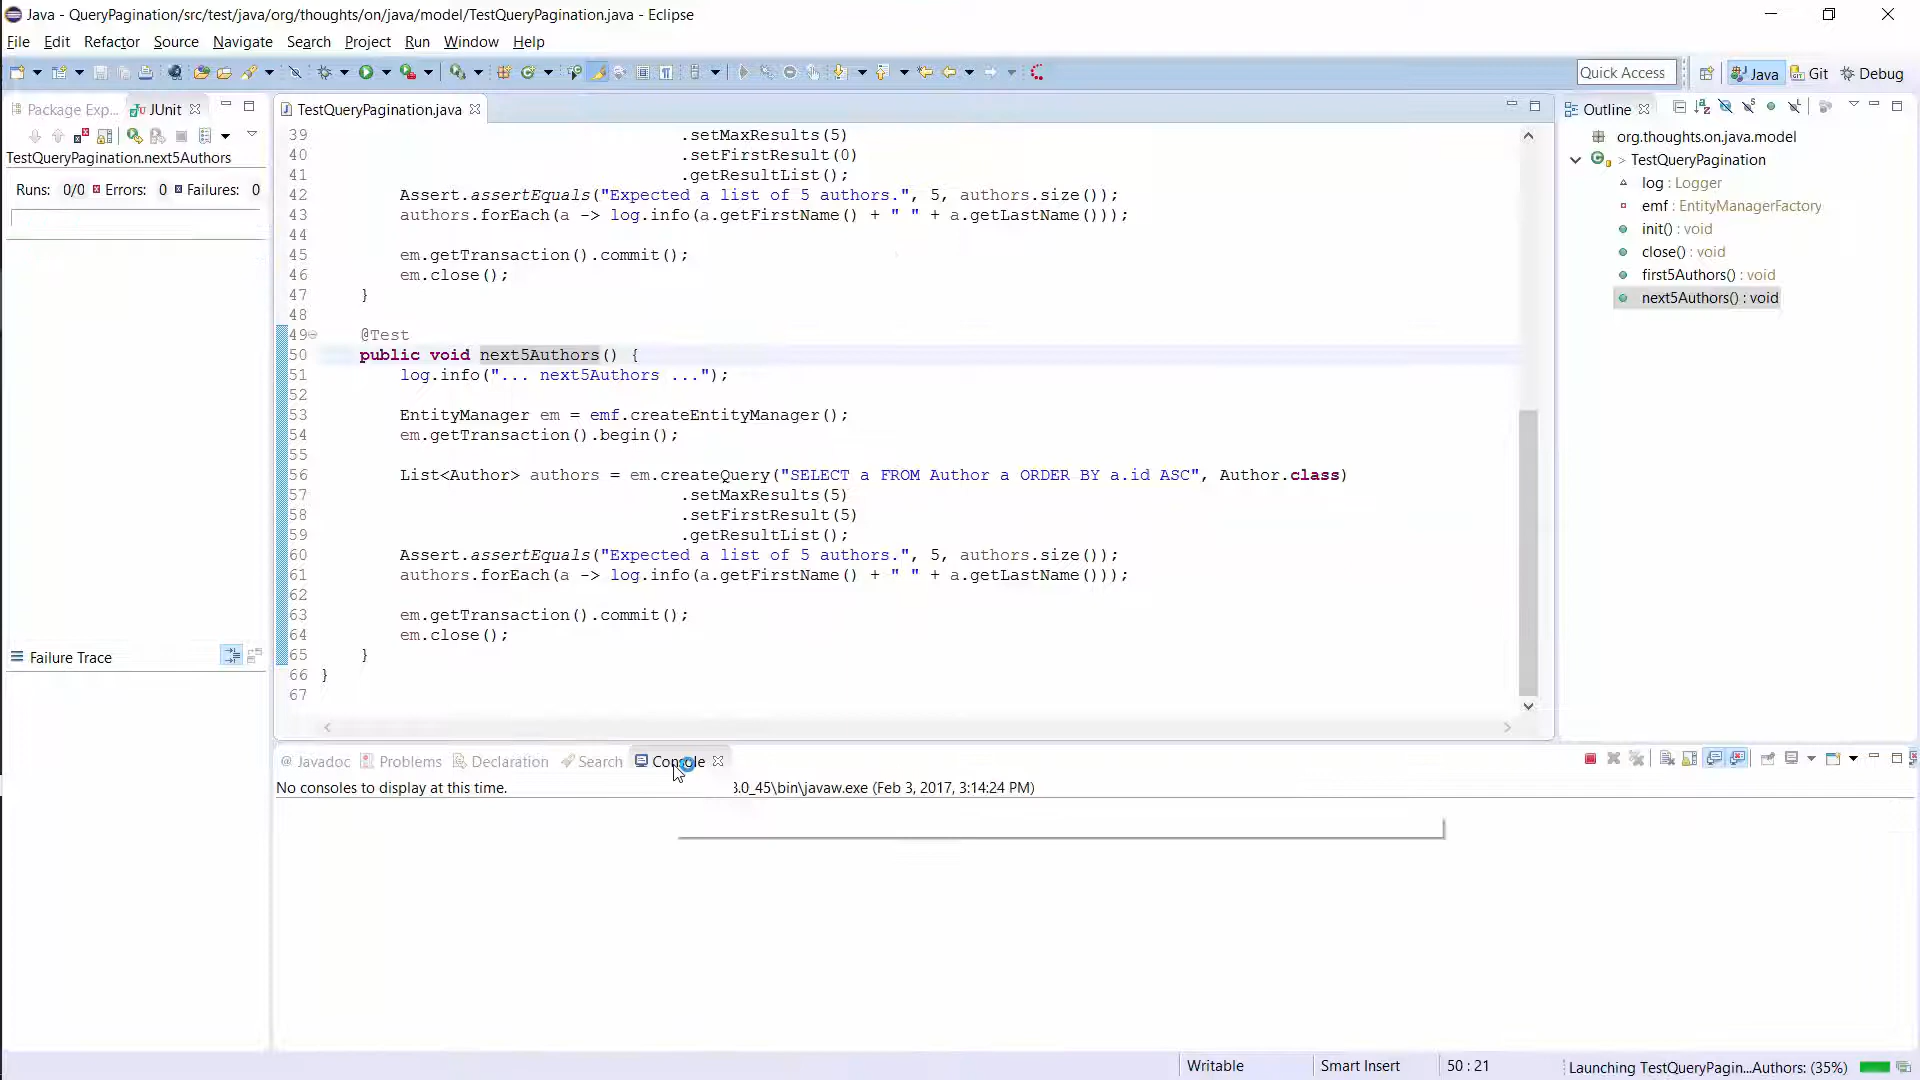 Java - QueryPagination/src/test/java/org/thoughts/on/java/model/TestQueryPagination.java - Eclipse
File Edit Refactor Source Navigate Search Project Run Window Help
Quick Access
Java
Git
Debug
Package Exp...
JUnit
TestQueryPagination.next5Authors
Runs: 0/0 Errors: 0 Failures: 0
Failure Trace
TestQueryPagination.java
39 .setMaxResults(5)
40 .setFirstResult(0)
41 .getResultList();
42 Assert.assertEquals("Expected a list of 5 authors.", 5, authors.size());
43 authors.forEach(a -> log.info(a.getFirstName() + " " + a.getLastName()));
44
45 em.getTransaction().commit();
46 em.close();
47 }
48
49 @Test
50 public void next5Authors() {
51 log.info("... next5Authors ...");
52
53 EntityManager em = emf.createEntityManager();
54 em.getTransaction().begin();
55
56 List<Author> authors = em.createQuery("SELECT a FROM Author a ORDER BY a.id ASC", Author.class)
57 .setMaxResults(5)
58 .setFirstResult(5)
59 .getResultList();
60 Assert.assertEquals("Expected a list of 5 authors.", 5, authors.size());
61 authors.forEach(a -> log.info(a.getFirstName() + " " + a.getLastName()));
62
63 em.getTransaction().commit();
64 em.close();
65 }
66 }
67
Outline
org.thoughts.on.java.model
TestQueryPagination
log : Logger
emf : EntityManagerFactory
init() : void
close() : void
first5Authors() : void
next5Authors() : void
@ Javadoc Problems Declaration Search Console
No consoles to display at this time. 3.0_45\bin\javaw.exe (Feb 3, 2017, 3:14:24 PM)
Writable
Smart Insert
50 : 21
Launching TestQueryPagin...Authors: (35%)